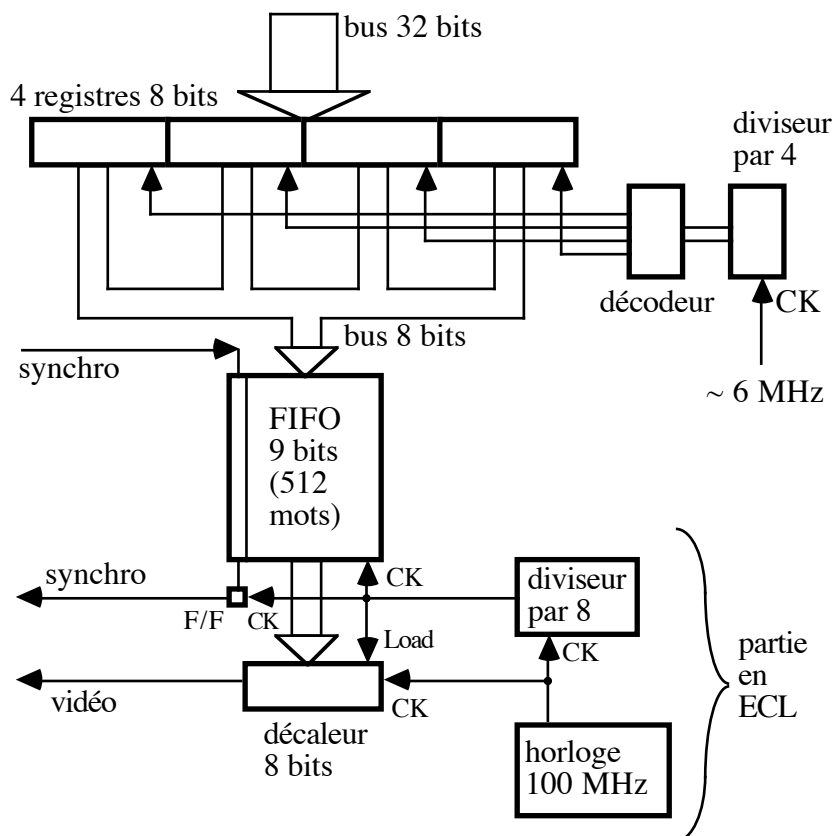 bus 32 bits
4 registres 8 bits
diviseur
par 4
décodeur
CK
bus 8 bits
synchro
~ 6 MHz
FIFO
9 bits
(512
mots)
synchro
CK
diviseur
par 8
F/F
CK
Load
CK
partie
en
ECL
vidéo
CK
décaleur
8 bits
horloge
100 MHz